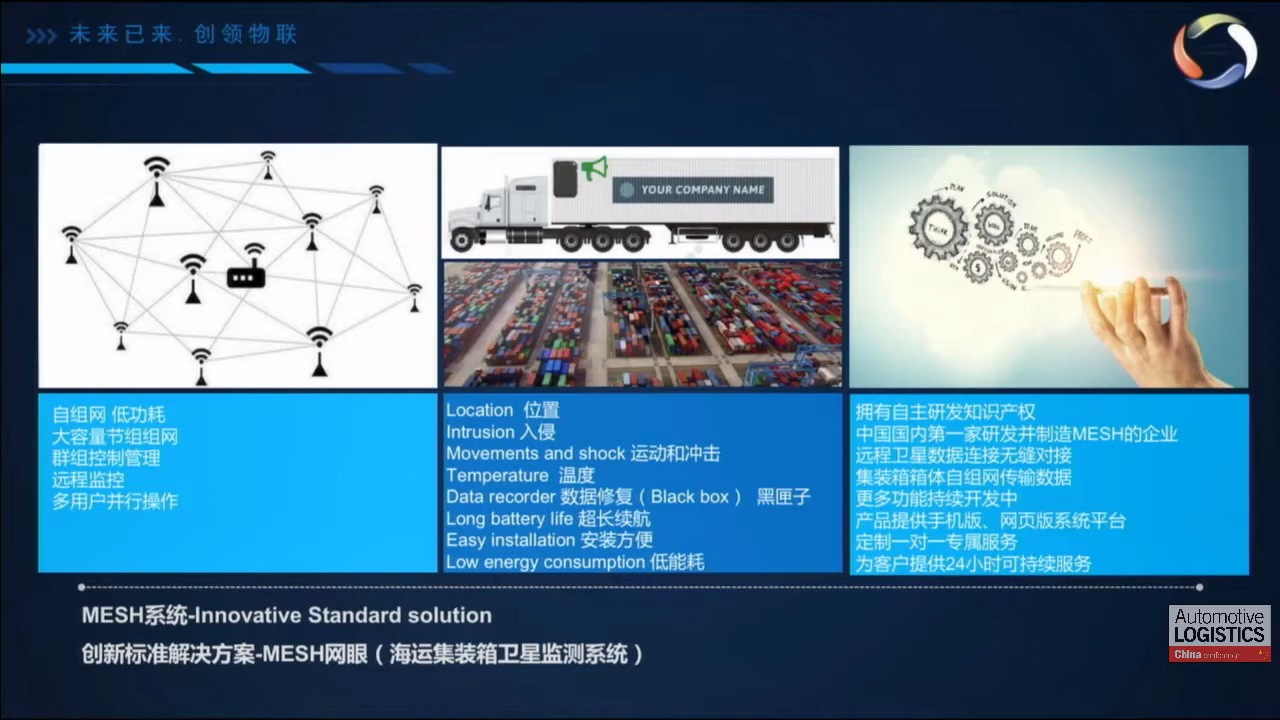 未来已来.创领物联
YOUR COMPANY NAME
PLAN
SOLUTION
THINK
自组网 低功耗
大容量节组组网
群组控制管理
远程监控
多用户并行操作
Location 位置
Intrusion 入侵
Movements and shock 运动和冲击
Temperature 温度
Data recorder 数据修复（Black box ） 黑匣子
Long battery life 超长续航
Easy installation 安装方便
Low energy consumption 低能耗
拥有自主研发知识产权
中国国内第一家研发并制造MESH的企业
远程卫星数据连接无缝对接
集装箱箱体自组网传输数据
更多功能持续开发中
产品提供手机版、网页版系统平台
定制一对一专属服务
为客户提供24小时可持续服务
MESH系统-Innovative Standard solution
创新标准解决方案-MESH网眼（海运集装箱卫星监测系统）
Automotive
LOGISTICS
China conference